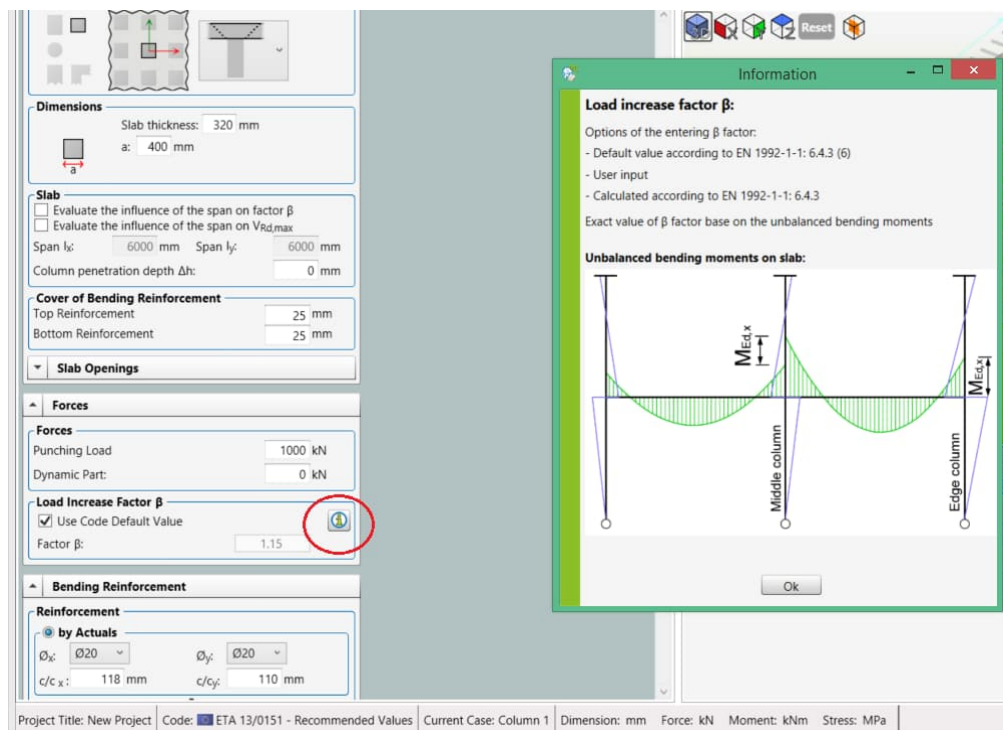 Dimensions
Slab thickness: 320 mm
a: 400 mm
a
Slab
Evaluate the influence of the span on factor β
Evaluate the influence of the span on VRd,max
Span lx: 6000 mm Span ly: 6000 mm
Column penetration depth Δh: 0 mm
Cover of Bending Reinforcement
Top Reinforcement 25 mm
Bottom Reinforcement 25 mm
Slab Openings
Forces
Forces
Punching Load 1000 kN
Dynamic Part: 0 kN
Load Increase Factor β
Use Code Default Value
Factor β: 1.15
Bending Reinforcement
Reinforcement
by Actuals
Øx: Ø20 Øy: Ø20
c/c x: 118 mm c/cy: 110 mm
X Y Z Reset
Information
Load increase factor β:
Options of the entering β factor:
- Default value according to EN 1992-1-1: 6.4.3 (6)
- User input
- Calculated according to EN 1992-1-1: 6.4.3
Exact value of β factor base on the unbalanced bending moments
Unbalanced bending moments on slab:
MEd,x
MEd,x
Middle column
Edge column
Ok
Project Title: New Project Code: ETA 13/0151 - Recommended Values Current Case: Column 1 Dimension: mm Force: kN Moment: kNm Stress: MPa